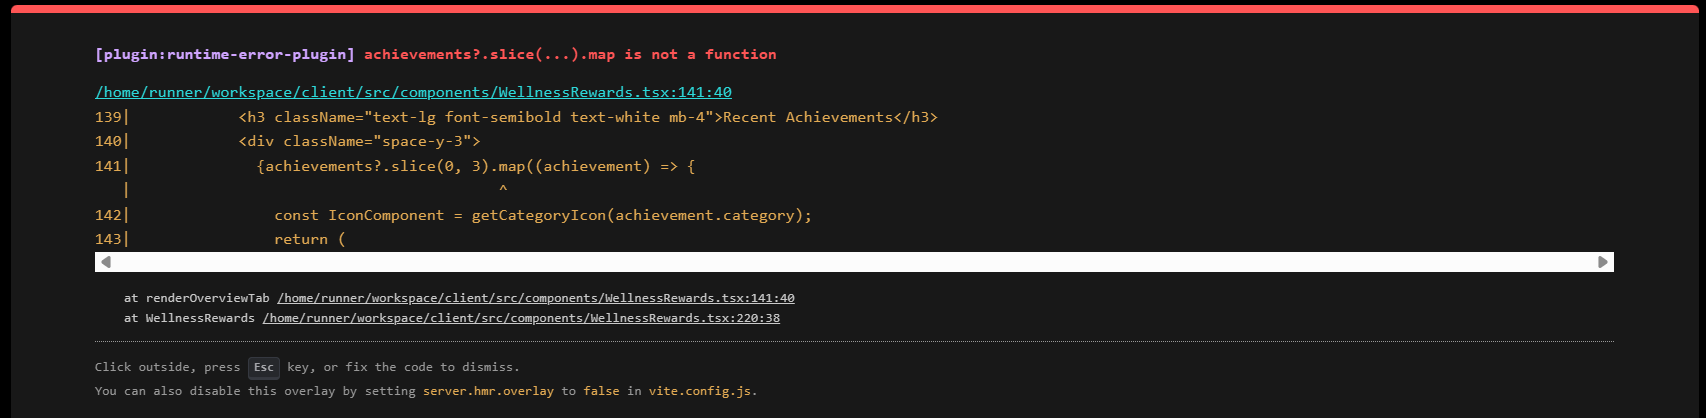 [plugin:runtime-error-plugin] achievements?.slice(...).map is not a function
/home/runner/workspace/client/src/components/WellnessRewards.tsx:141:40
139|            <h3 className="text-lg font-semibold text-white mb-4">Recent Achievements</h3>
140|            <div className="space-y-3">
141|              {achievements?.slice(0, 3).map((achievement) => {
   |                                         ^
142|                const IconComponent = getCategoryIcon(achievement.category);
143|                return (
at renderOverviewTab /home/runner/workspace/client/src/components/WellnessRewards.tsx:141:40
at WellnessRewards /home/runner/workspace/client/src/components/WellnessRewards.tsx:220:38
Click outside, press Esc key, or fix the code to dismiss.
You can also disable this overlay by setting server.hmr.overlay to false in vite.config.js.